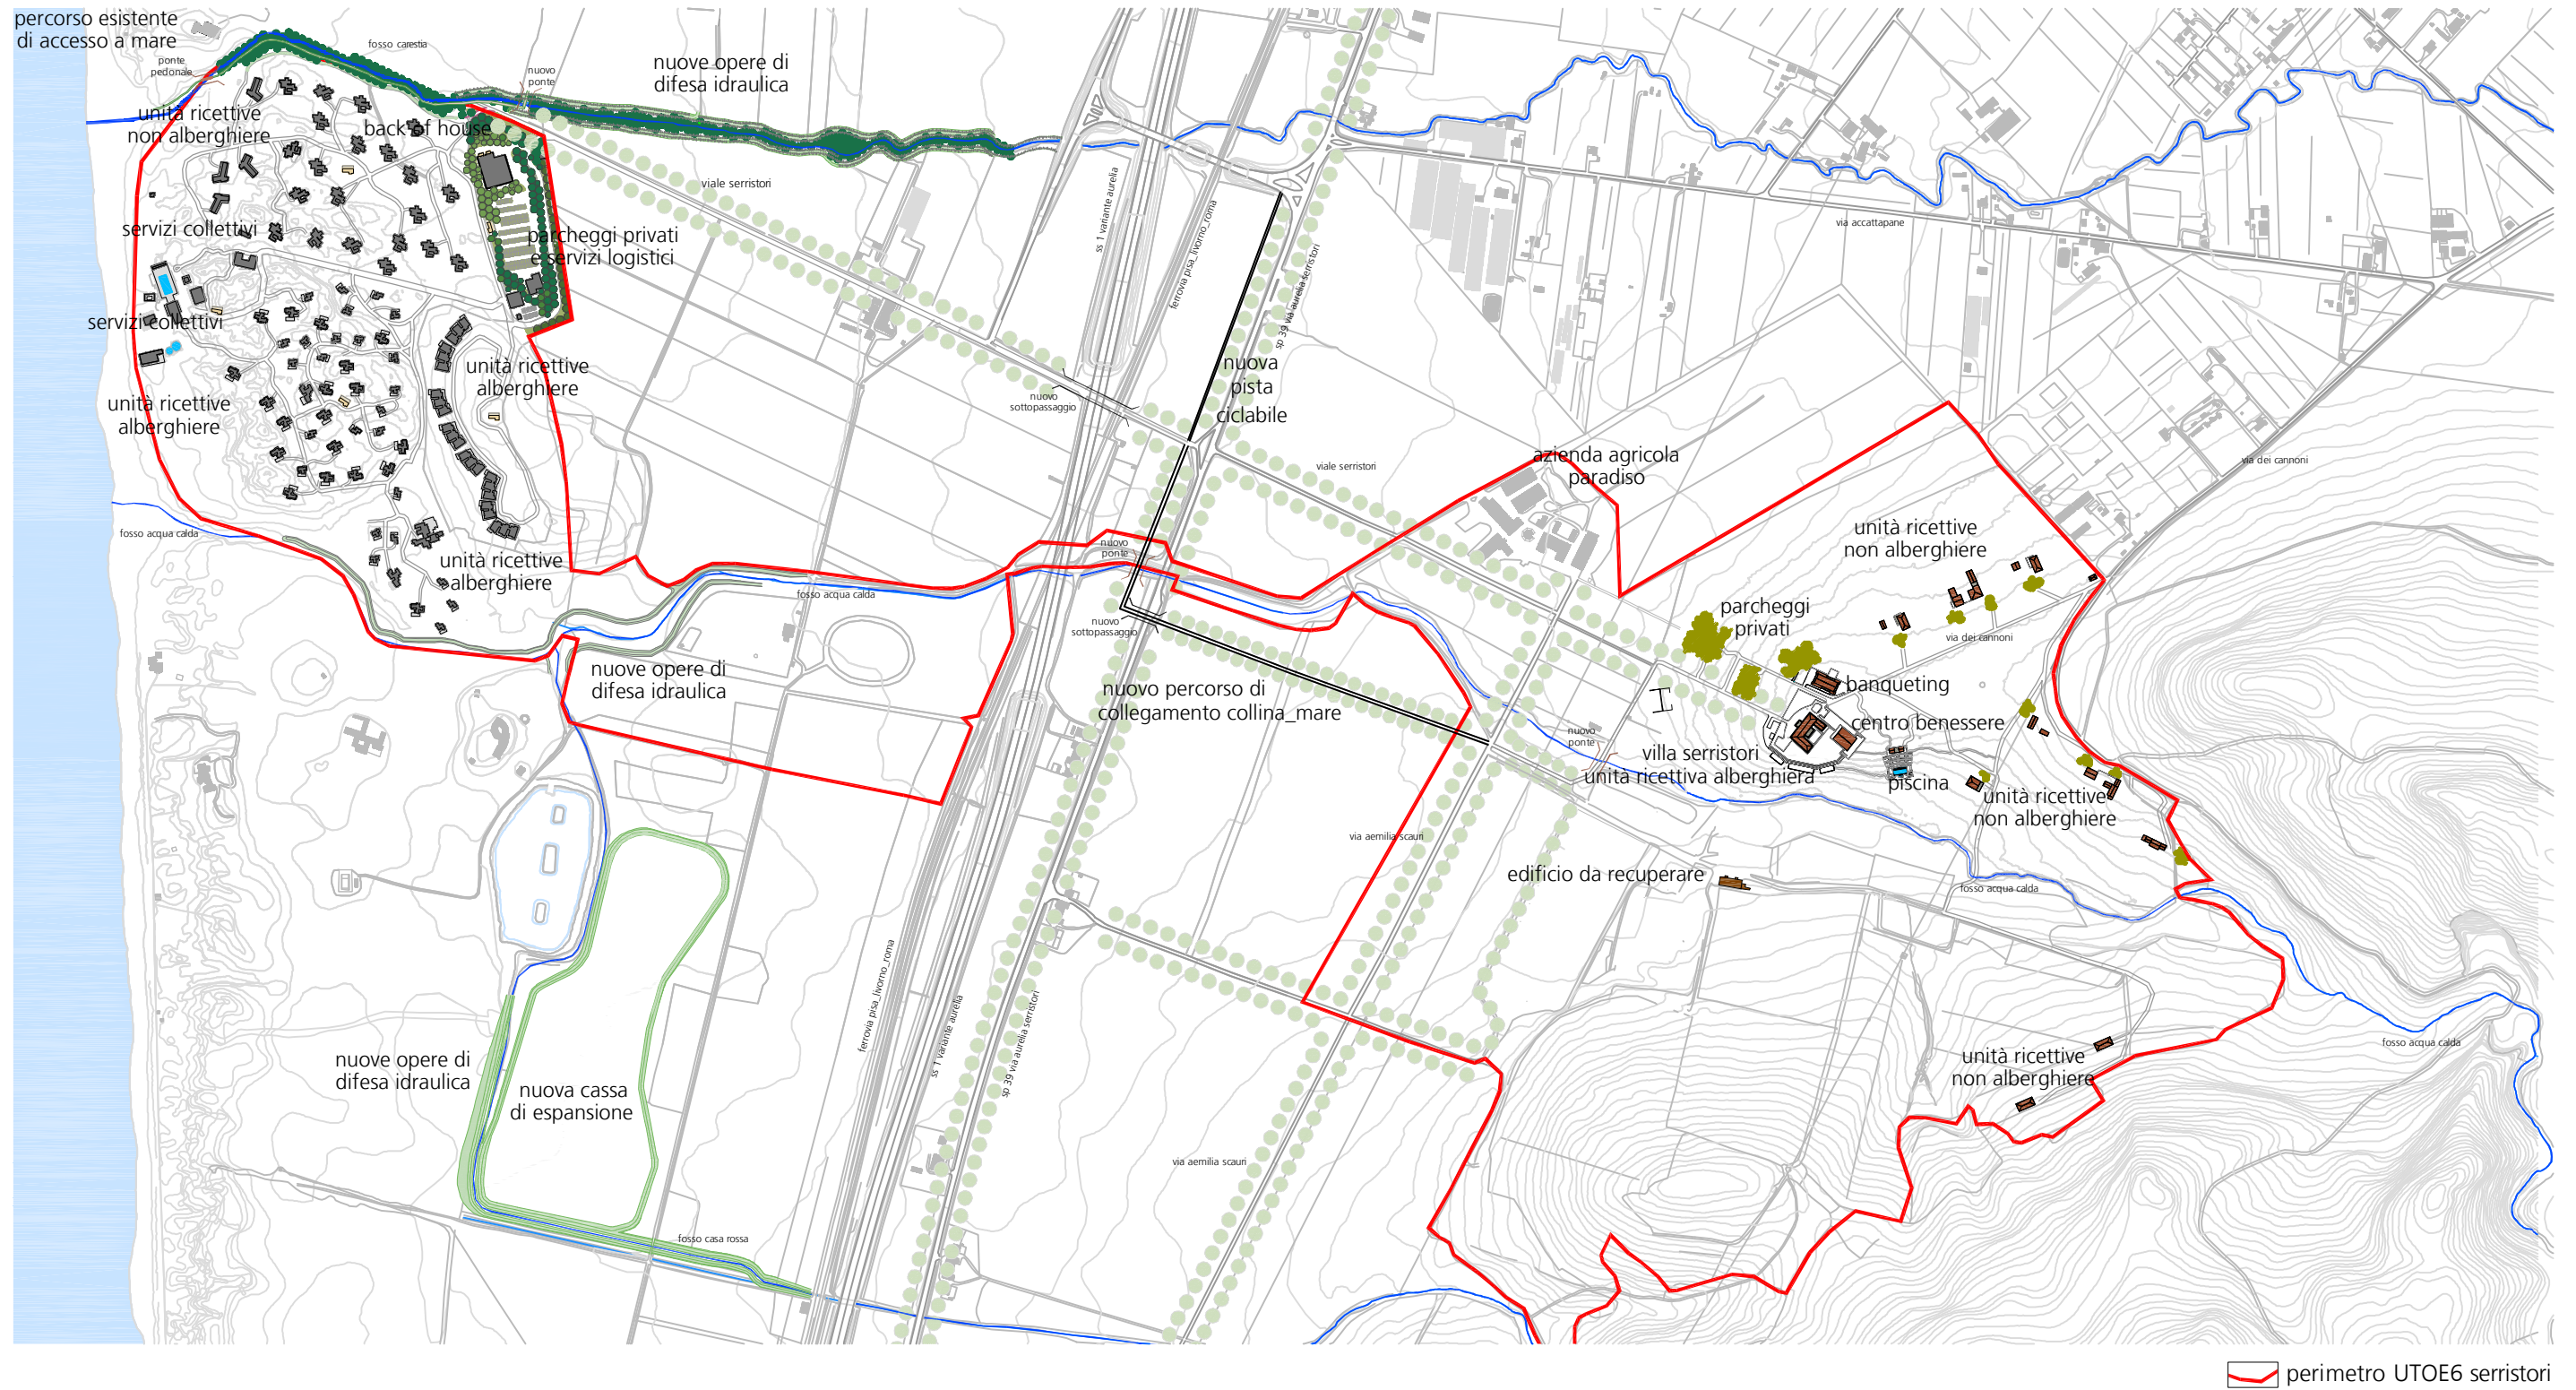 percorso esistente
di accesso a mare
fosso carestia
ponte
pedonale
nuovo
ponte
nuove opere di
difesa idraulica
unità ricettive
non alberghiere
back of house
viale serristori
ss 1 variante aurelia
ferrovia pisa_livorno_roma
sp 39 via aurelia serristori
via accattapane
servizi collettivi
parcheggi privati
e servizi logistici
servizi collettivi
unità ricettive
alberghiere
unità ricettive
alberghiere
nuovo
sottopassaggio
nuova
pista
ciclabile
viale serristori
azienda agricola
paradiso
via dei cannoni
fosso acqua calda
unità ricettive
alberghiere
nuovo
ponte
unità ricettive
non alberghiere
fosso acqua calda
nuovo
sottopassaggio
parcheggi
privati
via dei cannoni
nuove opere di
difesa idraulica
nuovo percorso di
collegamento collina_mare
banqueting
centro benessere
nuovo
ponte
villa serristori
unità ricettiva alberghiera
piscina
unità ricettive
non alberghiere
via aemilia scauri
edificio da recuperare
fosso acqua calda
ferrovia pisa_livorno_roma
ss 1 variante aurelia
sp 39 via aurelia serristori
fosso acqua calda
nuove opere di
difesa idraulica
nuova cassa
di espansione
unità ricettive
non alberghiere
via aemilia scauri
fosso casa rossa
perimetro UTOE6 serristori